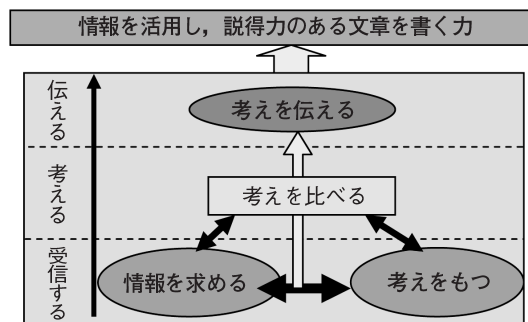 情報を活用し，説得力のある文章を書く力
伝える
考えを伝える
考える
考えを比べる
受信する
情報を求める
考えをもつ